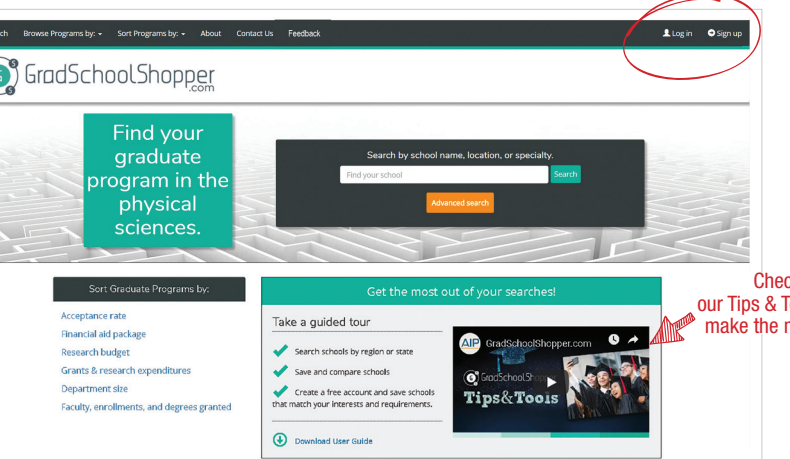 Browse Programs by:
Sort Programs by:
About
Contact Us
Feedback
Log in
Sign up
GradSchoolShopper
.com
Find your
graduate
program in the
physical
sciences.
Search by school name, location, or specialty.
Find your school
Search
Advanced search
Sort Graduate Programs by:
Acceptance rate
Financial aid package
Research budget
Grants & research expenditures
Department size
Faculty, enrollments, and degrees granted
Get the most out of your searches!
Take a guided tour
Search schools by region or state
Save and compare schools
Create a free account and save schools
that match your interests and requirements.
Download User Guide
AIP GradSchoolShopper.com
Tips&Tools
our Tips &
make the